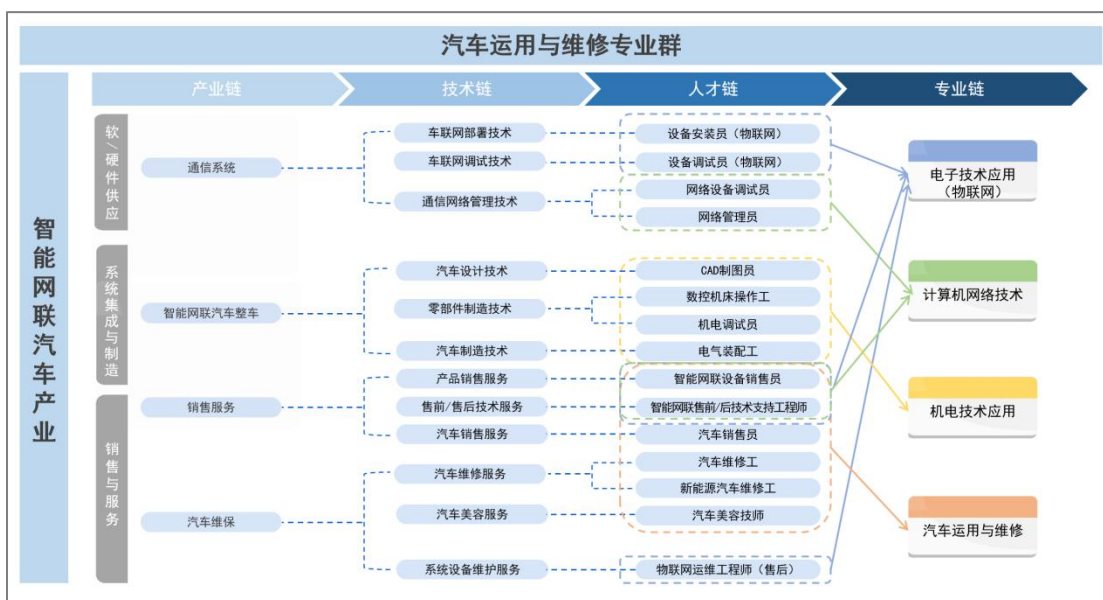 汽车运用与维修专业群
智能网联汽车产业
产业链
技术链
人才链
专业链
软/硬件供应
系统集成与制造
销售与服务
通信系统
智能网联汽车整车
销售服务
汽车维保
车联网部署技术
车联网调试技术
通信网络管理技术
汽车设计技术
零部件制造技术
汽车制造技术
产品销售服务
售前/售后技术服务
汽车销售服务
汽车维修服务
汽车美容服务
系统设备维护服务
设备安装员（物联网）
设备调试员（物联网）
网络设备调试员
网络管理员
CAD制图员
数控机床操作工
机电调试员
电气装配工
智能网联设备销售员
智能网联售前/后技术支持工程师
汽车销售员
汽车维修工
新能源汽车维修工
汽车美容技师
物联网运维工程师（售后）
电子技术应用
（物联网）
计算机网络技术
机电技术应用
汽车运用与维修